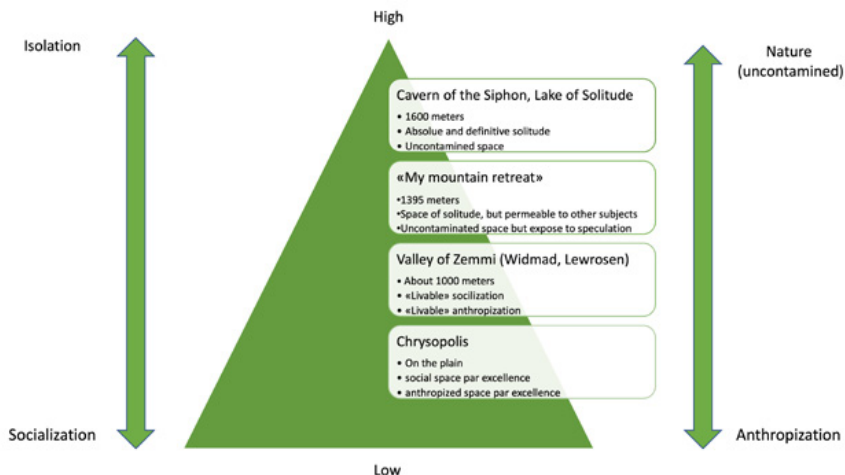 High
Isolation
Nature
(uncontamined)
Cavern of the Siphon, Lake of Solitude
• 1600 meters
• Absolue and definitive solitude
• Uncontamined space
«My mountain retreat»
•1395 meters
•Space of solitude, but permeable to other subjects
•Uncontaminated space but expose to speculation
Valley of Zemmi (Widmad, Lewrosen)
• About 1000 meters
• «Livable» socilization
• «Livable» anthropization
Chrysopolis
• On the plain
• social space par excellence
• anthropized space par excellence
Socialization
Anthropization
Low